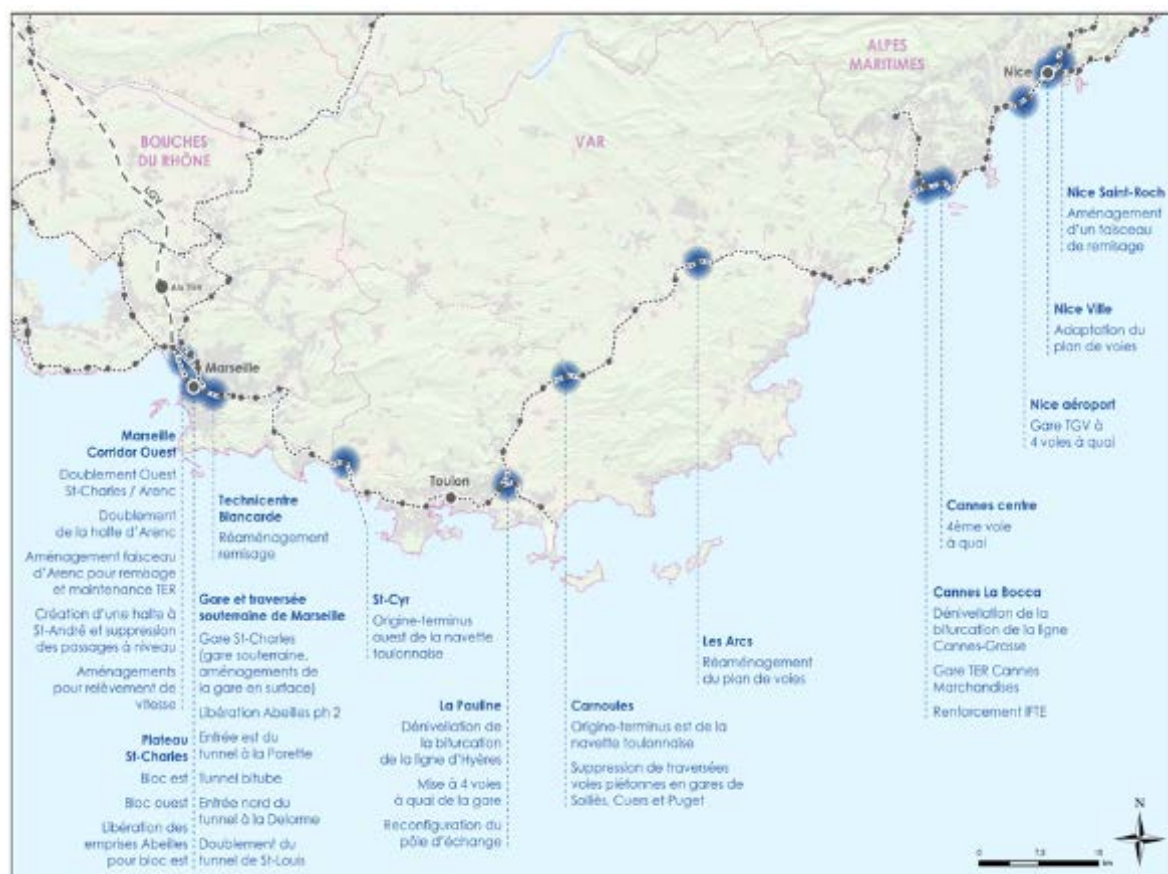 ALPES
MARITIMES
Nice
BOUCHES
DU RHÔNE
VAR
LGV
Aix TGV
Marseille
Toulon
Nice Saint-Roch
Aménagement
d'un faisceau
de remisage
Nice Ville
Adaptation du
plan de voies
Nice aéroport
Gare TGV à
4 voies à quai
Cannes centre
4ème voie
à quai
Cannes La Bocca
Dénivellation de la
bifurcation de la ligne
Cannes-Grasse
Gare TER Cannes
Marchandises
Renforcement IFTE
Les Arcs
Réaménagement
du plan de voies
Carnoules
Origine-terminus est de la
navette toulonnaise
Suppression de traversées
voies piétonnes en gares de
Solliès, Cuers et Puget
La Pauline
Dénivellation de
la bifurcation
de la ligne d'Hyères
Mise à 4 voies
à quai de la gare
Reconfiguration du
pôle d'échange
St-Cyr
Origine-terminus
ouest de la navette
toulonnaise
Technicentre
Blancarde
Réaménagement
remisage
Gare et traversée
souterraine de Marseille
Gare St-Charles
(gare souterraine,
aménagements de
la gare en surface)
Libération Abeilles ph 2
Entrée est du
tunnel à la Parette
Tunnel bitube
Entrée nord du
tunnel à la Delorme
Doublement du
tunnel de St-Louis
Marseille
Corridor Ouest
Doublement Ouest
St-Charles / Arenc
Doublement
de la halte d'Arenc
Aménagement faisceau
d'Arenc pour remisage
et maintenance TER
Création d'une halte à
St-André et suppression
des passages à niveau
Aménagements
pour relèvement de
vitesse
Plateau
St-Charles
Bloc est
Bloc ouest
Libération des
emprises Abeilles
pour bloc est
N
0 7,5 15
km